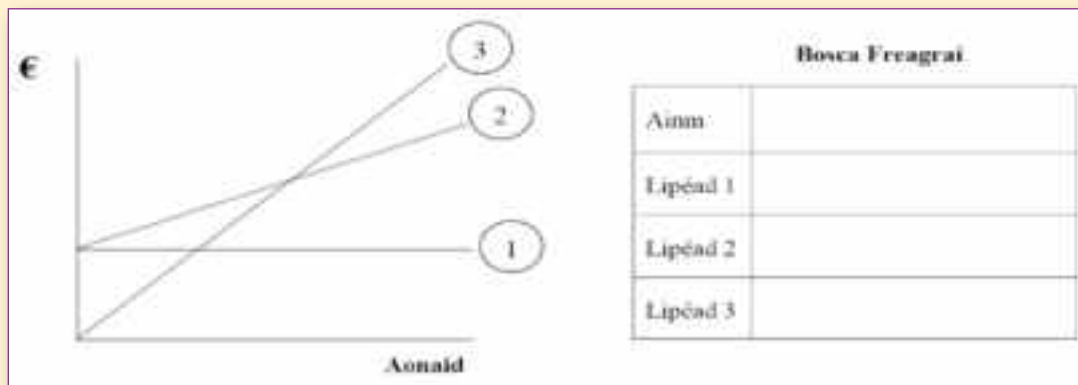 €
3
2
1
Aonaid
Bosca Freagraí
Ainm
Lipéad 1
Lipéad 2
Lipéad 3